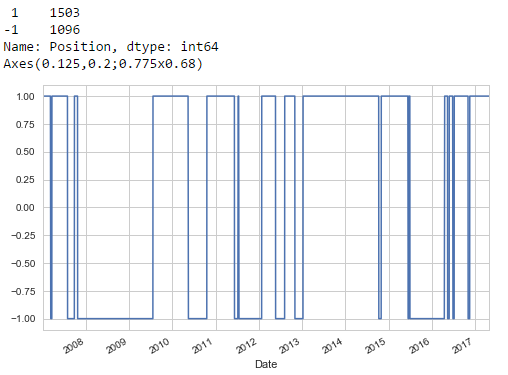 1 1503
-1 1096
Name: Position, dtype: int64
Axes(0.125,0.2;0.775x0.68)
1.00
0.75
0.50
0.25
0.00
−0.25
−0.50
−0.75
−1.00
2008 2009 2010 2011 2012 2013 2014 2015 2016 2017
Date